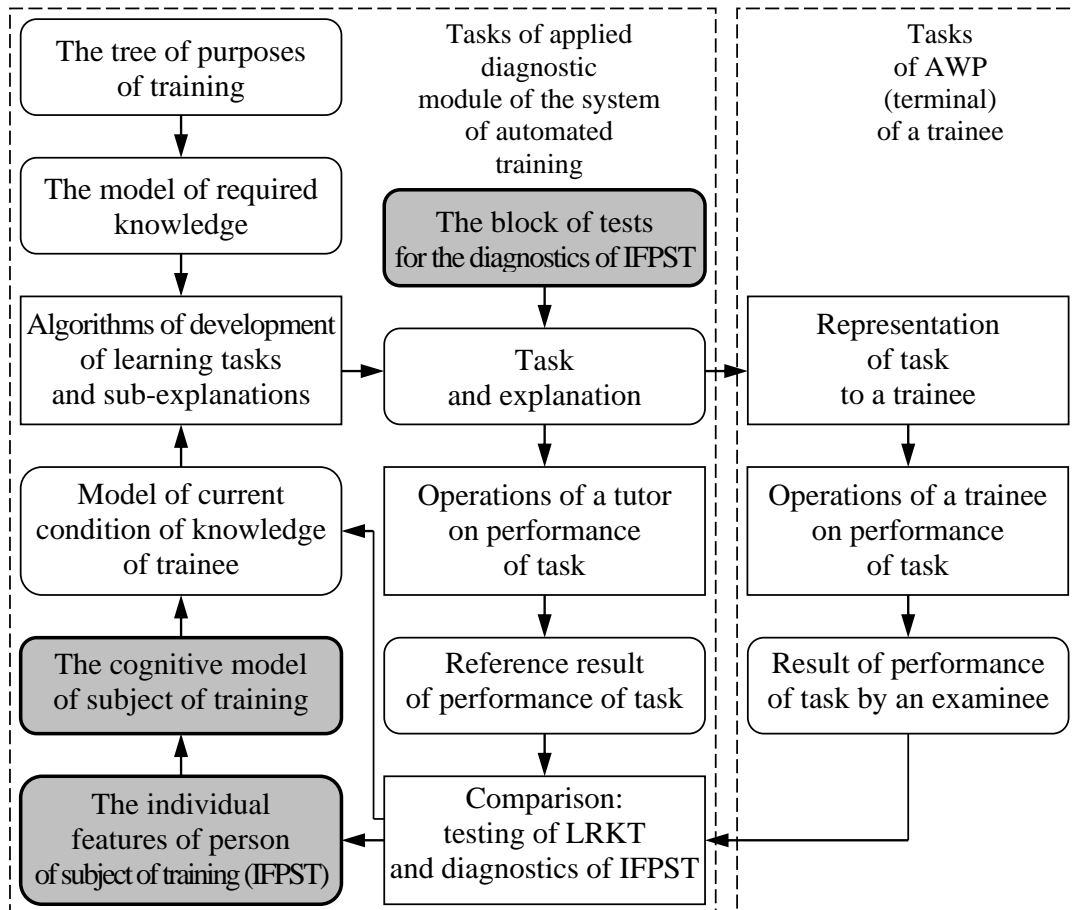 The tree of purposes
of training
Tasks of applied
diagnostic
module of the system
of automated
training
Tasks
of AWP
(terminal)
of a trainee
The model of required
knowledge
The block of tests
for the diagnostics of IFPST
Algorithms of development
of learning tasks
and sub-explanations
Task
and explanation
Representation
of task
to a trainee
Model of current
condition of knowledge
of trainee
Operations of a tutor
on performance
of task
Operations of a trainee
on performance
of task
The cognitive model
of subject of training
Reference result
of performance of task
Result of performance
of task by an examinee
The individual
features of person
of subject of training (IFPST)
Comparison:
testing of LRKT
and diagnostics of IFPST